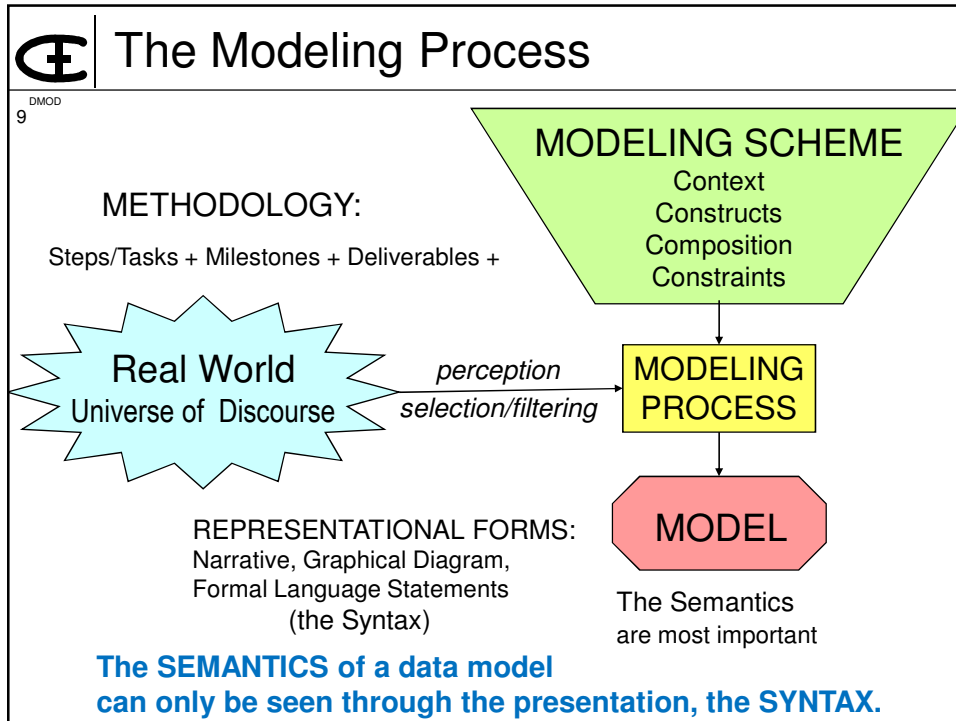 The Modeling Process
DMOD
9
MODELING SCHEME
Context
Constructs
Composition
Constraints
METHODOLOGY:
Steps/Tasks + Milestones + Deliverables +
Real World
Universe of Discourse
perception
selection/filtering
MODELING
PROCESS
MODEL
REPRESENTATIONAL FORMS:
Narrative, Graphical Diagram,
Formal Language Statements
(the Syntax)
The Semantics
are most important
The SEMANTICS of a data model
can only be seen through the presentation, the SYNTAX.